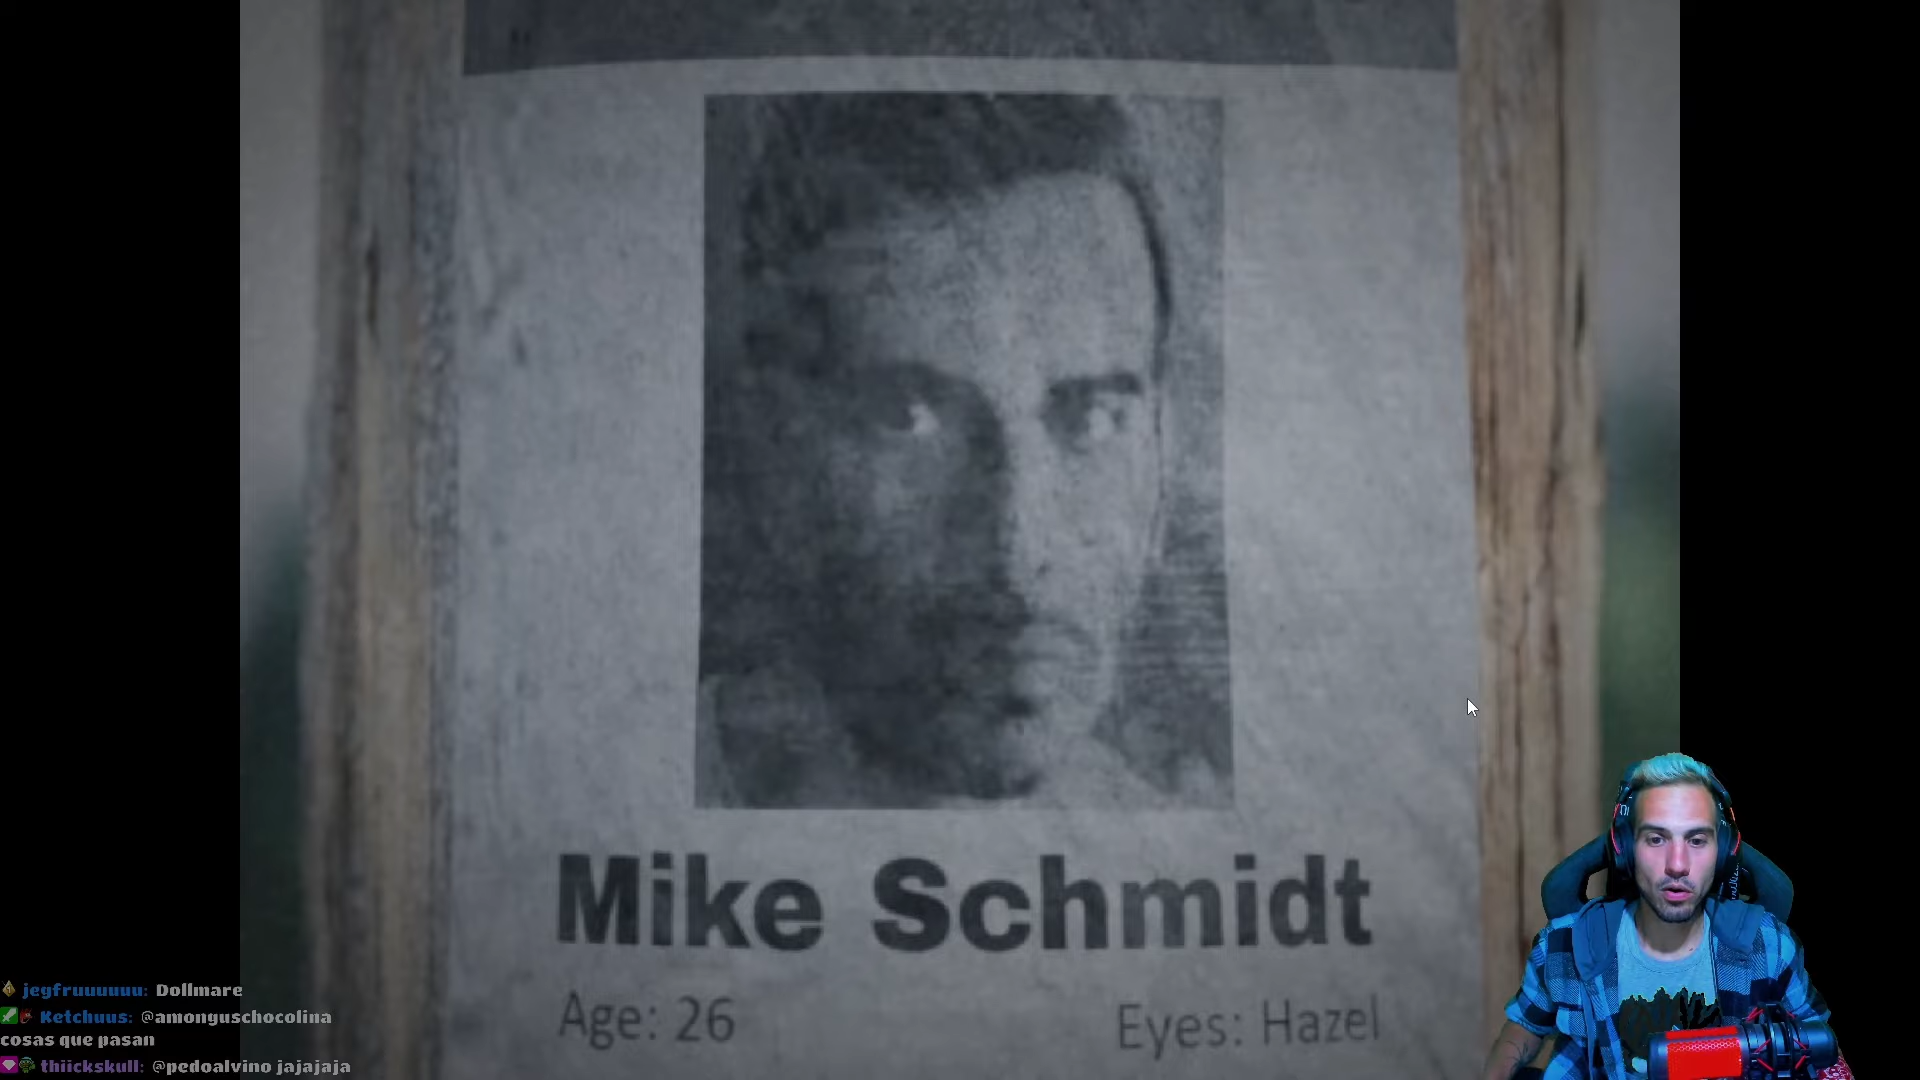 Mike Schmidt
Age: 26
Eyes: Hazel
jegfruuuuuu: Dollmare
Ketchuus: @amonguschocolina
cosas que pasan
thiickskull: @pedoalvino jajajaja